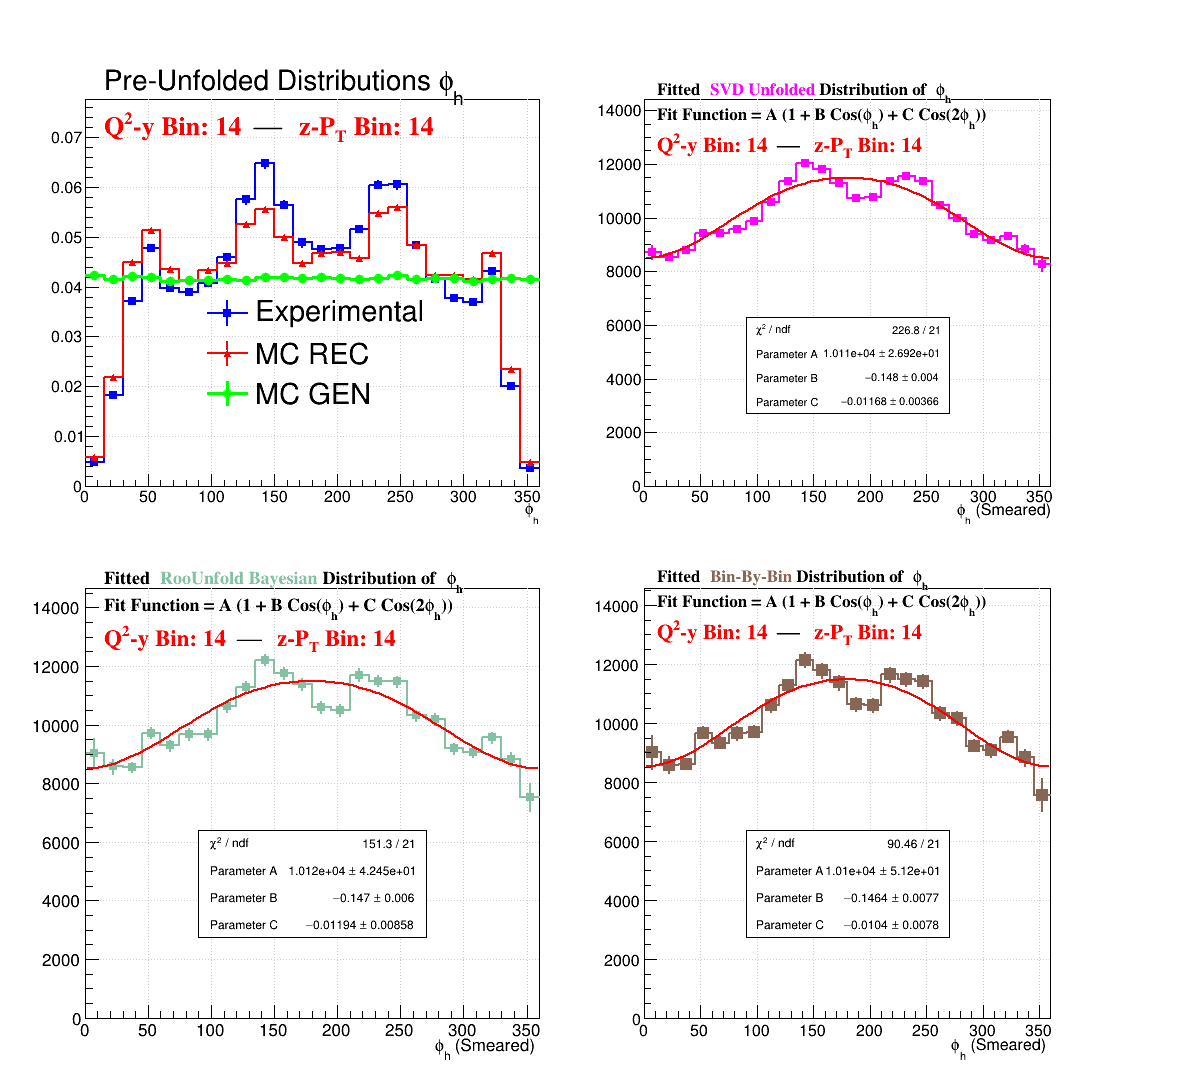 Pre-Unfolded Distributions ϕh
Q²-y Bin: 14 — z-PT Bin: 14
0.07
0.06
0.05
0.04
0.03
0.02
0.01
0
Experimental
MC REC
MC GEN
0 50 100 150 200 250 300 350
ϕh
Fitted SVD Unfolded Distribution of ϕh
Fit Function = A (1 + B Cos(ϕh) + C Cos(2ϕh))
Q²-y Bin: 14 — z-PT Bin: 14
14000
12000
10000
8000
6000
4000
2000
0
χ² / ndf 226.8 / 21
Parameter A 1.011e+04 ± 2.692e+01
Parameter B −0.148 ± 0.004
Parameter C −0.01168 ± 0.00366
0 50 100 150 200 250 300 350
ϕh (Smeared)
Fitted RooUnfold Bayesian Distribution of ϕh
Fit Function = A (1 + B Cos(ϕh) + C Cos(2ϕh))
Q²-y Bin: 14 — z-PT Bin: 14
14000
12000
10000
8000
6000
4000
2000
0
χ² / ndf 151.3 / 21
Parameter A 1.012e+04 ± 4.245e+01
Parameter B −0.147 ± 0.006
Parameter C −0.01194 ± 0.00858
0 50 100 150 200 250 300 350
ϕh (Smeared)
Fitted Bin-By-Bin Distribution of ϕh
Fit Function = A (1 + B Cos(ϕh) + C Cos(2ϕh))
Q²-y Bin: 14 — z-PT Bin: 14
14000
12000
10000
8000
6000
4000
2000
0
χ² / ndf 90.46 / 21
Parameter A 1.01e+04 ± 5.12e+01
Parameter B −0.1464 ± 0.0077
Parameter C −0.0104 ± 0.0078
0 50 100 150 200 250 300 350
ϕh (Smeared)